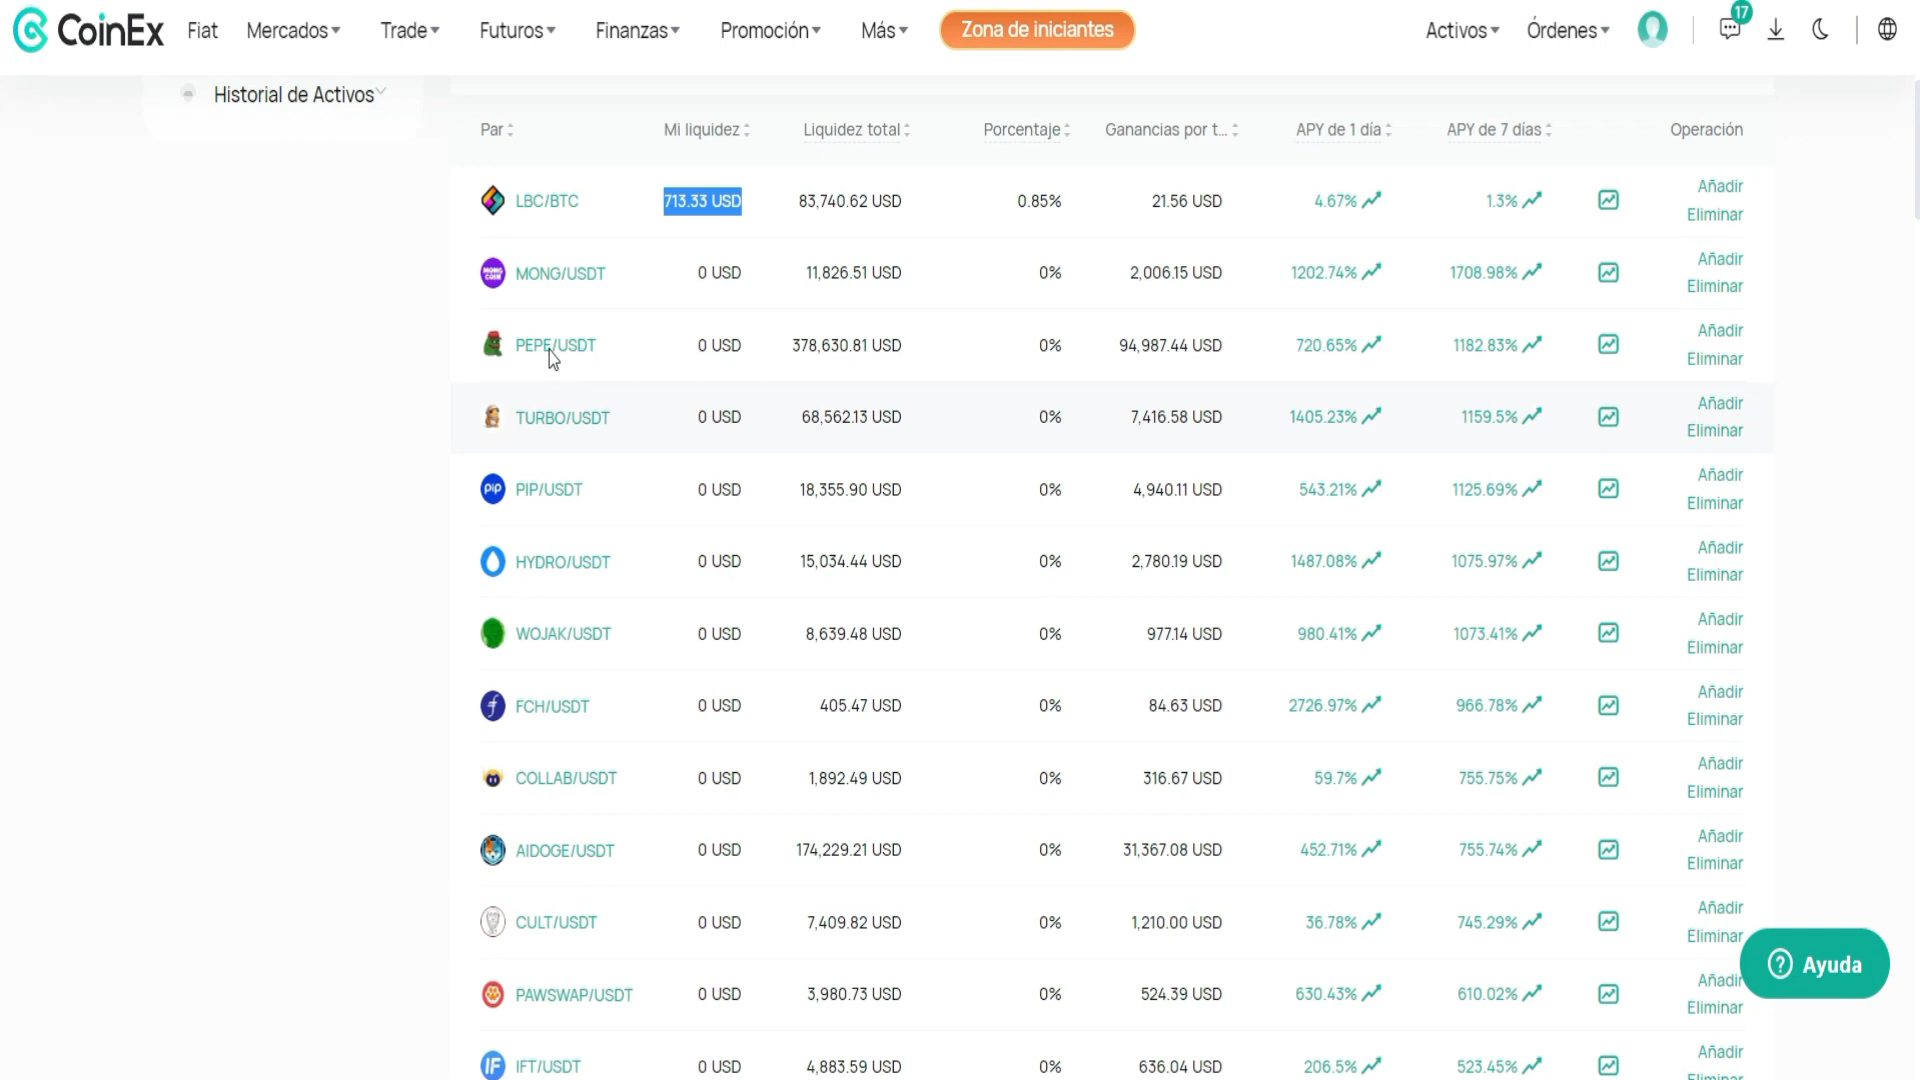 CoinEx Fiat Mercados Trade Futuros Finanzas Promoción Más Zona de iniciantes Activos Órdenes 17
Historial de Activos
Par Mi liquidez Liquidez total Porcentaje Ganancias por t... APY de 1 día APY de 7 días Operación
LBC/BTC 713.33 USD 83,740.62 USD 0.85% 21.56 USD 4.67% 1.3% Añadir
Eliminar
MONG COIN MONG/USDT 0 USD 11,826.51 USD 0% 2,006.15 USD 1202.74% 1708.98% Añadir
Eliminar
PEPE/USDT 0 USD 378,630.81 USD 0% 94,987.44 USD 720.65% 1182.83% Añadir
Eliminar
TURBO/USDT 0 USD 68,562.13 USD 0% 7,416.58 USD 1405.23% 1159.5% Añadir
Eliminar
pip PIP/USDT 0 USD 18,355.90 USD 0% 4,940.11 USD 543.21% 1125.69% Añadir
Eliminar
HYDRO/USDT 0 USD 15,034.44 USD 0% 2,780.19 USD 1487.08% 1075.97% Añadir
Eliminar
WOJAK/USDT 0 USD 8,639.48 USD 0% 977.14 USD 980.41% 1073.41% Añadir
Eliminar
FCH/USDT 0 USD 405.47 USD 0% 84.63 USD 2726.97% 966.78% Añadir
Eliminar
COLLAB/USDT 0 USD 1,892.49 USD 0% 316.67 USD 59.7% 755.75% Añadir
Eliminar
AIDOGE/USDT 0 USD 174,229.21 USD 0% 31,367.08 USD 452.71% 755.74% Añadir
Eliminar
CULT/USDT 0 USD 7,409.82 USD 0% 1,210.00 USD 36.78% 745.29% Añadir
Eliminar
Ayuda
PAWSWAP/USDT 0 USD 3,980.73 USD 0% 524.39 USD 630.43% 610.02% Añadir
Eliminar
IF IFT/USDT 0 USD 4,883.59 USD 0% 636.04 USD 206.5% 523.45% Añadir
Eliminar